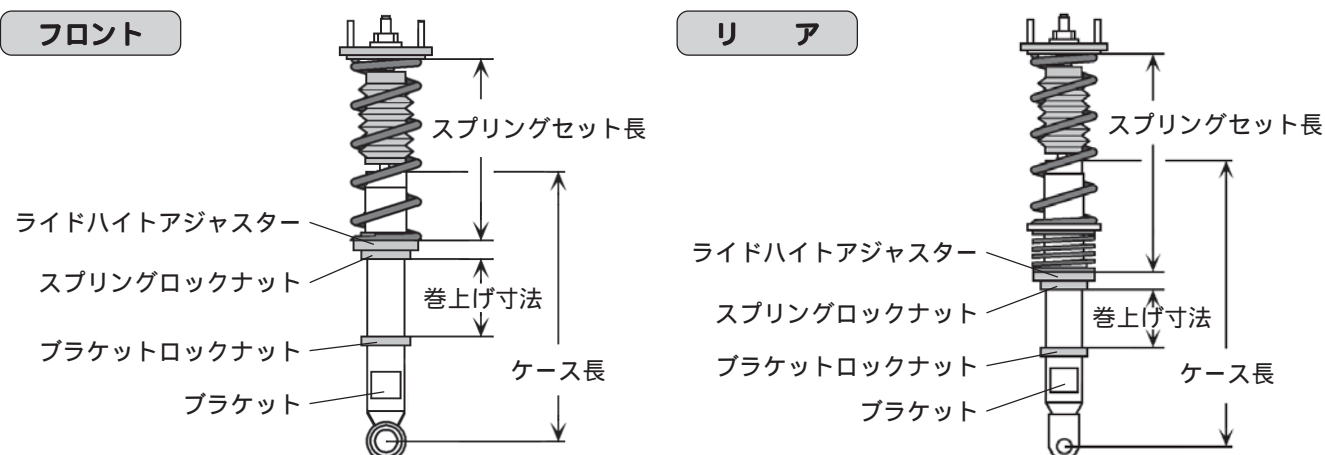 フロント
スプリングセット長
ライドハイトアジャスター
スプリングロックナット
巻上げ寸法
ブラケットロックナット
ケース長
ブラケット
リ ア
スプリングセット長
ライドハイトアジャスター
スプリングロックナット
巻上げ寸法
ブラケットロックナット
ケース長
ブラケット